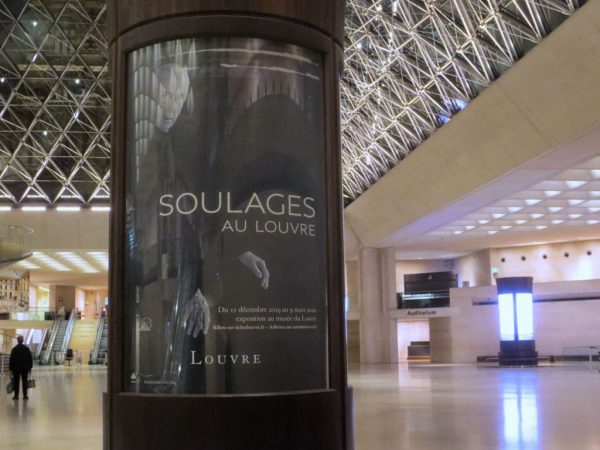 SOULAGES
AU LOUVRE
Du 11 décembre 2019 au 9 mars 2020
exposition au musée du Louvre
LOUVRE
Auditorium